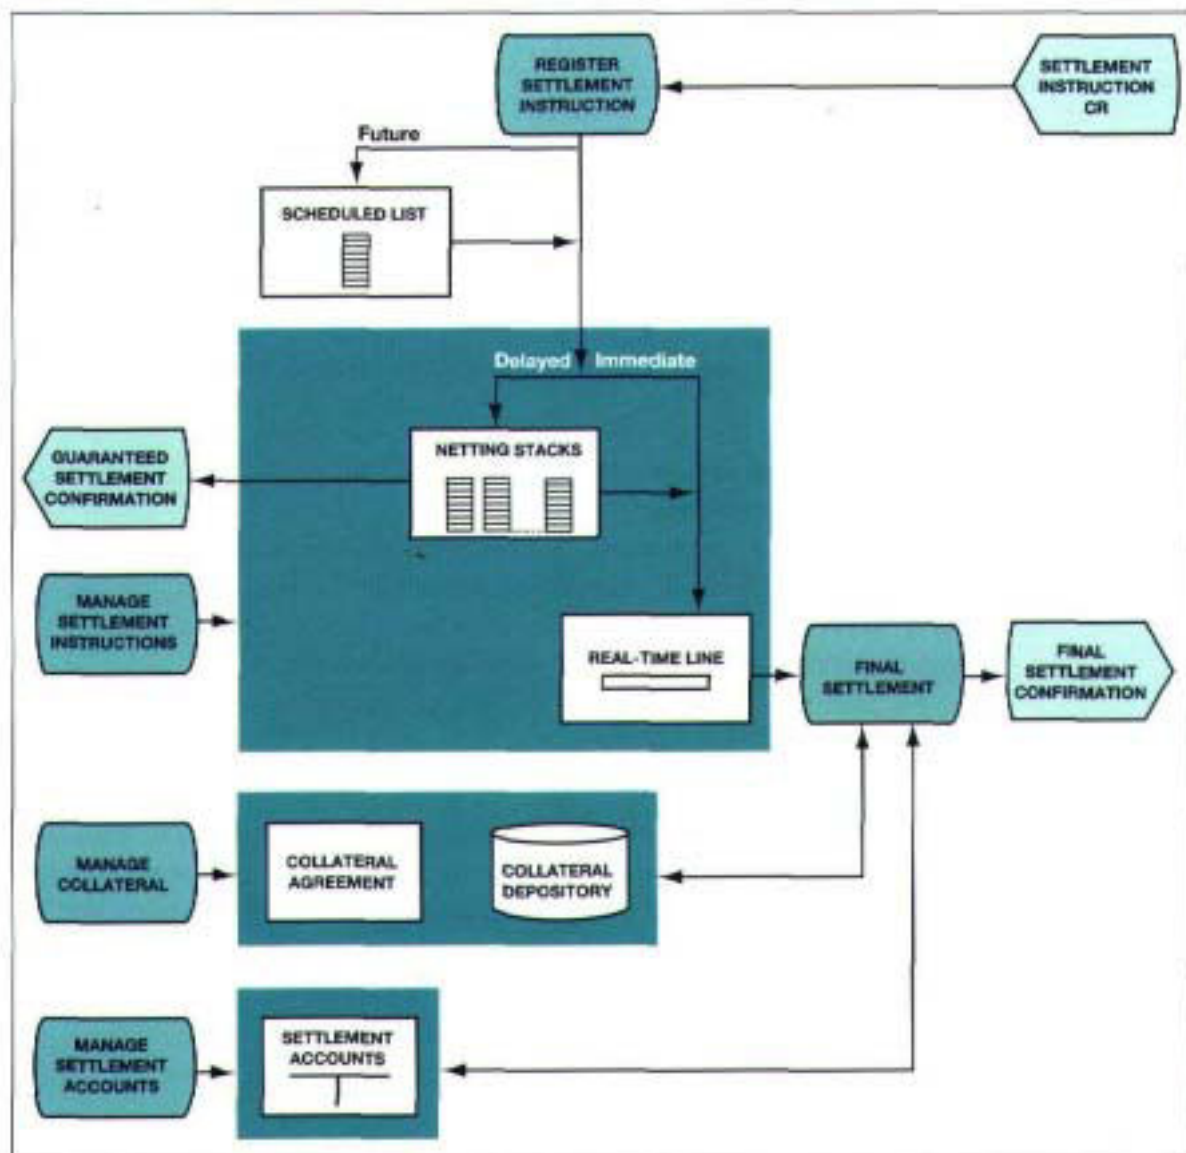 REGISTER
SETTLEMENT
INSTRUCTION
SETTLEMENT
INSTRUCTION
CR
Future
SCHEDULED LIST
Delayed
Immediate
NETTING STACKS
GUARANTEED
SETTLEMENT
CONFIRMATION
MANAGE
SETTLEMENT
INSTRUCTIONS
REAL-TIME LINE
FINAL
SETTLEMENT
FINAL
SETTLEMENT
CONFIRMATION
MANAGE
COLLATERAL
COLLATERAL
AGREEMENT
COLLATERAL
DEPOSITORY
MANAGE
SETTLEMENT
ACCOUNTS
SETTLEMENT
ACCOUNTS